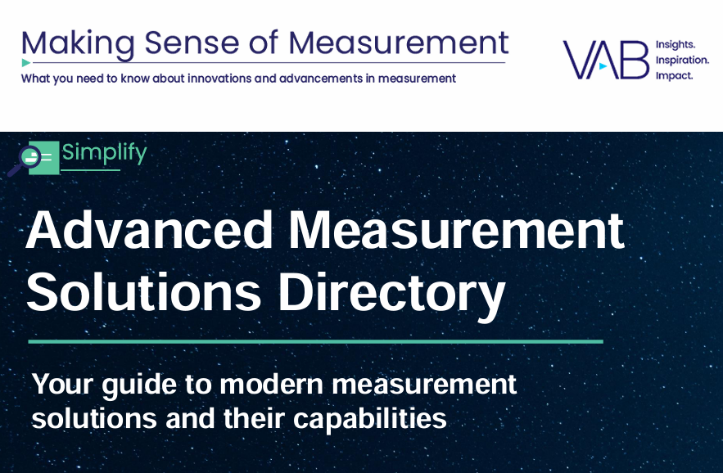 Making Sense of Measurement
What you need to know about innovations and advancements in measurement
VAB
Insights.
Inspiration.
Impact.
Simplify
Advanced Measurement
Solutions Directory
Your guide to modern measurement
solutions and their capabilities